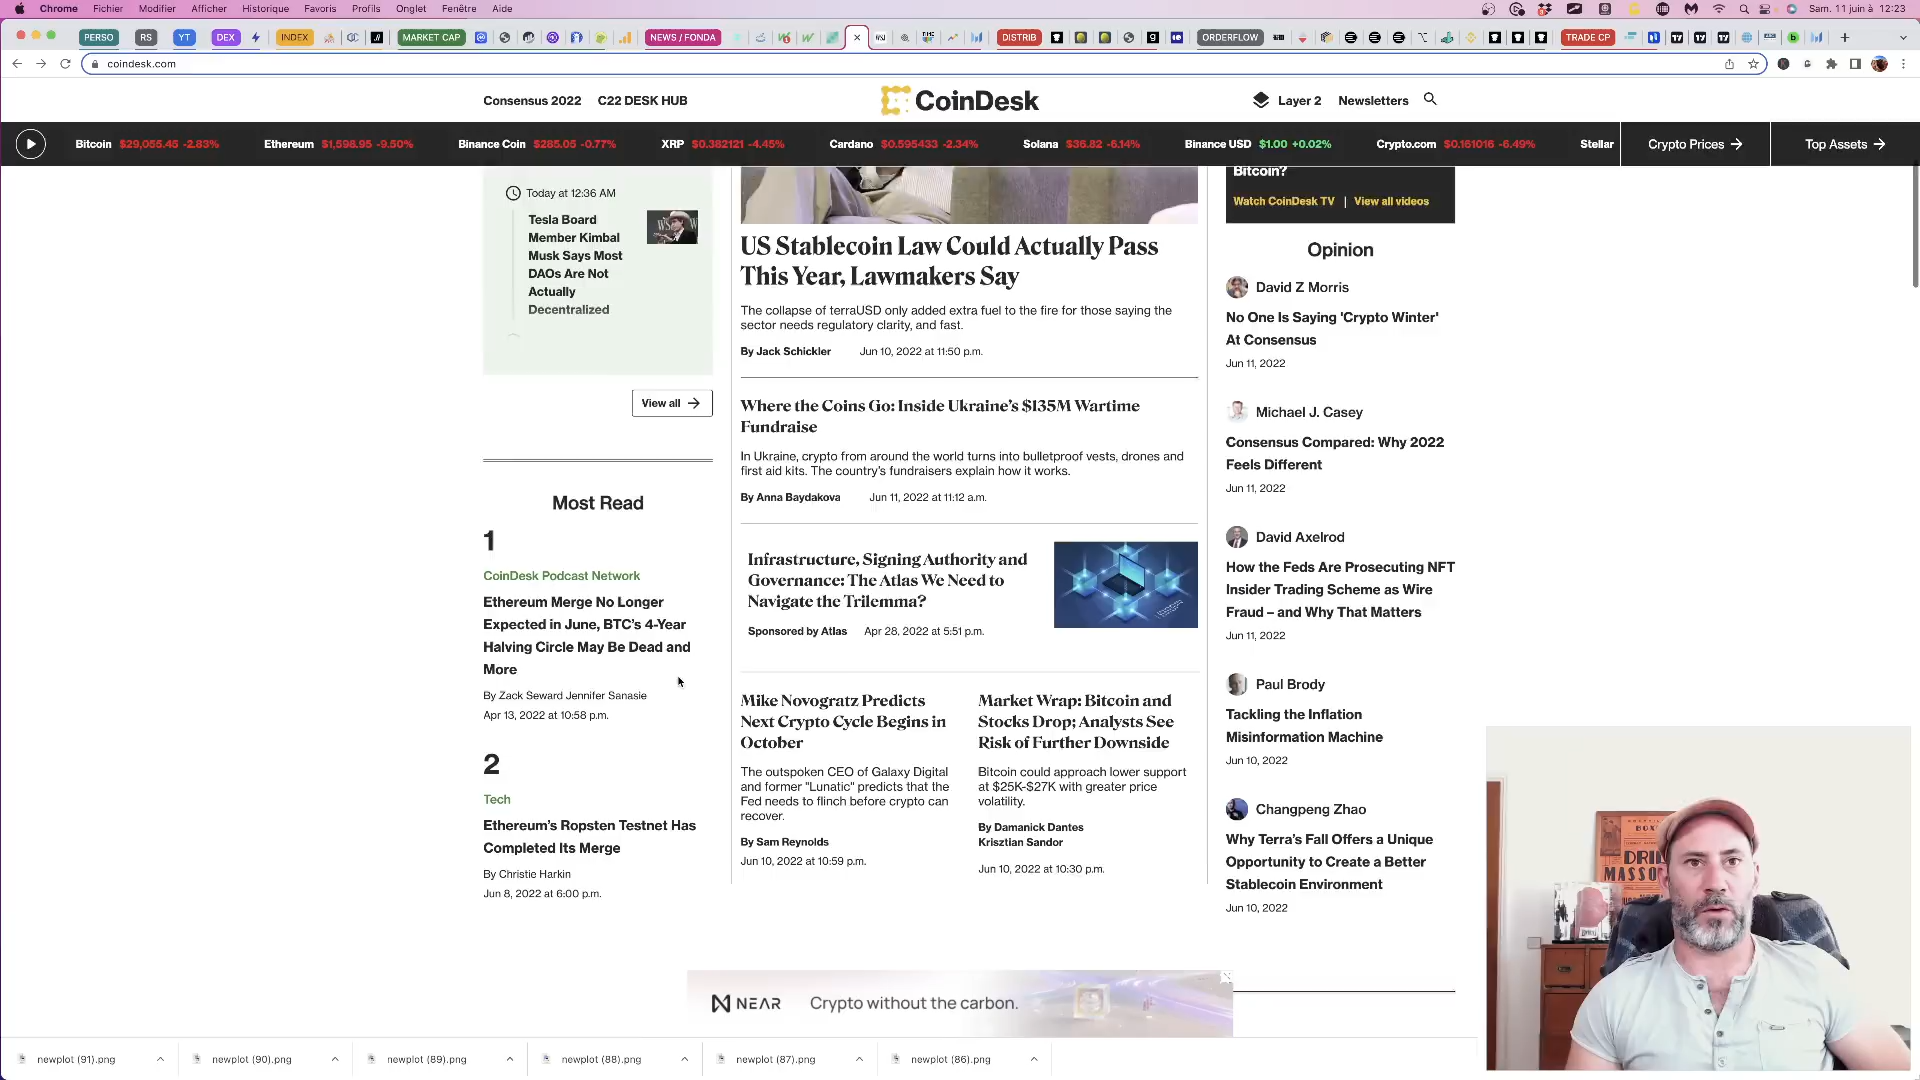 Chrome Fichier Modifier Afficher Historique Favoris Profils Onglet Fenêtre Aide Sam. 11 juin à 12:23
PERSO RS YT DEX INDEX MARKET CAP NEWS / FONDA DISTRIB ORDERFLOW TRADE CP
coindesk.com
Consensus 2022 C22 DESK HUB CoinDesk Layer 2 Newsletters
Bitcoin $29,055.45 -2.83% Ethereum $1,598.95 -9.50% Binance Coin $285.05 -0.77% XRP $0.382121 -4.45% Cardano $0.595433 -2.34% Solana $36.82 -6.14% Binance USD $1.00 +0.02% Crypto.com $0.161016 -6.49% Stellar Crypto Prices Top Assets
Today at 12:36 AM
Tesla Board
Member Kimbal
Musk Says Most
DAOs Are Not
Actually
Decentralized
View all
Most Read
1
CoinDesk Podcast Network
Ethereum Merge No Longer
Expected in June, BTC's 4-Year
Halving Circle May Be Dead and
More
By Zack Seward Jennifer Sanasie
Apr 13, 2022 at 10:58 p.m.
2
Tech
Ethereum's Ropsten Testnet Has
Completed Its Merge
By Christie Harkin
Jun 8, 2022 at 6:00 p.m.
US Stablecoin Law Could Actually Pass
This Year, Lawmakers Say
The collapse of terraUSD only added extra fuel to the fire for those saying the
sector needs regulatory clarity, and fast.
By Jack Schickler Jun 10, 2022 at 11:50 p.m.
Where the Coins Go: Inside Ukraine's $135M Wartime
Fundraise
In Ukraine, crypto from around the world turns into bulletproof vests, drones and
first aid kits. The country's fundraisers explain how it works.
By Anna Baydakova Jun 11, 2022 at 11:12 a.m.
Infrastructure, Signing Authority and
Governance: The Atlas We Need to
Navigate the Trilemma?
Sponsored by Atlas Apr 28, 2022 at 5:51 p.m.
Mike Novogratz Predicts
Next Crypto Cycle Begins in
October
The outspoken CEO of Galaxy Digital
and former "Lunatic" predicts that the
Fed needs to flinch before crypto can
recover.
By Sam Reynolds
Jun 10, 2022 at 10:59 p.m.
Market Wrap: Bitcoin and
Stocks Drop; Analysts See
Risk of Further Downside
Bitcoin could approach lower support
at $25K-$27K with greater price
volatility.
By Damanick Dantes
Krisztian Sandor
Jun 10, 2022 at 10:30 p.m.
Bitcoin?
Watch CoinDesk TV | View all videos
Opinion
David Z Morris
No One Is Saying 'Crypto Winter'
At Consensus
Jun 11, 2022
Michael J. Casey
Consensus Compared: Why 2022
Feels Different
Jun 11, 2022
David Axelrod
How the Feds Are Prosecuting NFT
Insider Trading Scheme as Wire
Fraud – and Why That Matters
Jun 11, 2022
Paul Brody
Tackling the Inflation
Misinformation Machine
Jun 10, 2022
Changpeng Zhao
Why Terra's Fall Offers a Unique
Opportunity to Create a Better
Stablecoin Environment
Jun 10, 2022
NEAR Crypto without the carbon.
newplot (91).png newplot (90).png newplot (89).png newplot (88).png newplot (87).png newplot (86).png